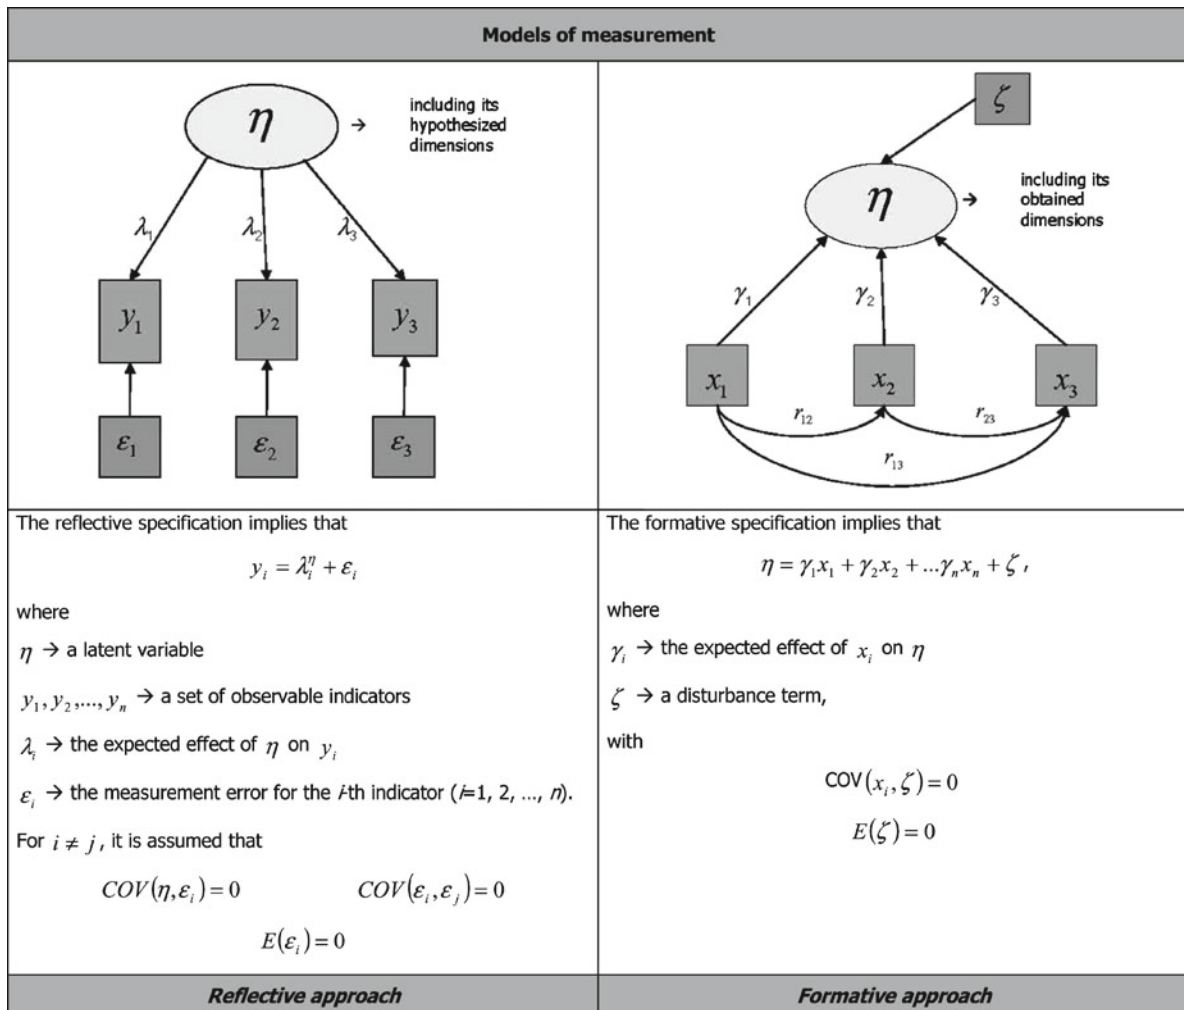 Models of measurement
η
→
including its
hypothesized
dimensions
λ₁
λ₂
λ₃
y₁
y₂
y₃
ε₁
ε₂
ε₃
ζ
η
→
including its
obtained
dimensions
γ₁
γ₂
γ₃
x₁
x₂
x₃
r₁₂
r₂₃
r₁₃
The reflective specification implies that
yᵢ = λᵢ^η + εᵢ
where
η → a latent variable
y₁, y₂,..., yₙ → a set of observable indicators
λᵢ → the expected effect of η on yᵢ
εᵢ → the measurement error for the i-th indicator (i=1, 2, ..., n).
For i ≠ j, it is assumed that
COV(η,εᵢ)=0 COV(εᵢ,εⱼ)=0
E(εᵢ)=0
Reflective approach
The formative specification implies that
η = γ₁x₁ + γ₂x₂ + ...γₙxₙ + ζ,
where
γᵢ → the expected effect of xᵢ on η
ζ → a disturbance term,
with
COV(xᵢ,ζ)=0
E(ζ)=0
Formative approach